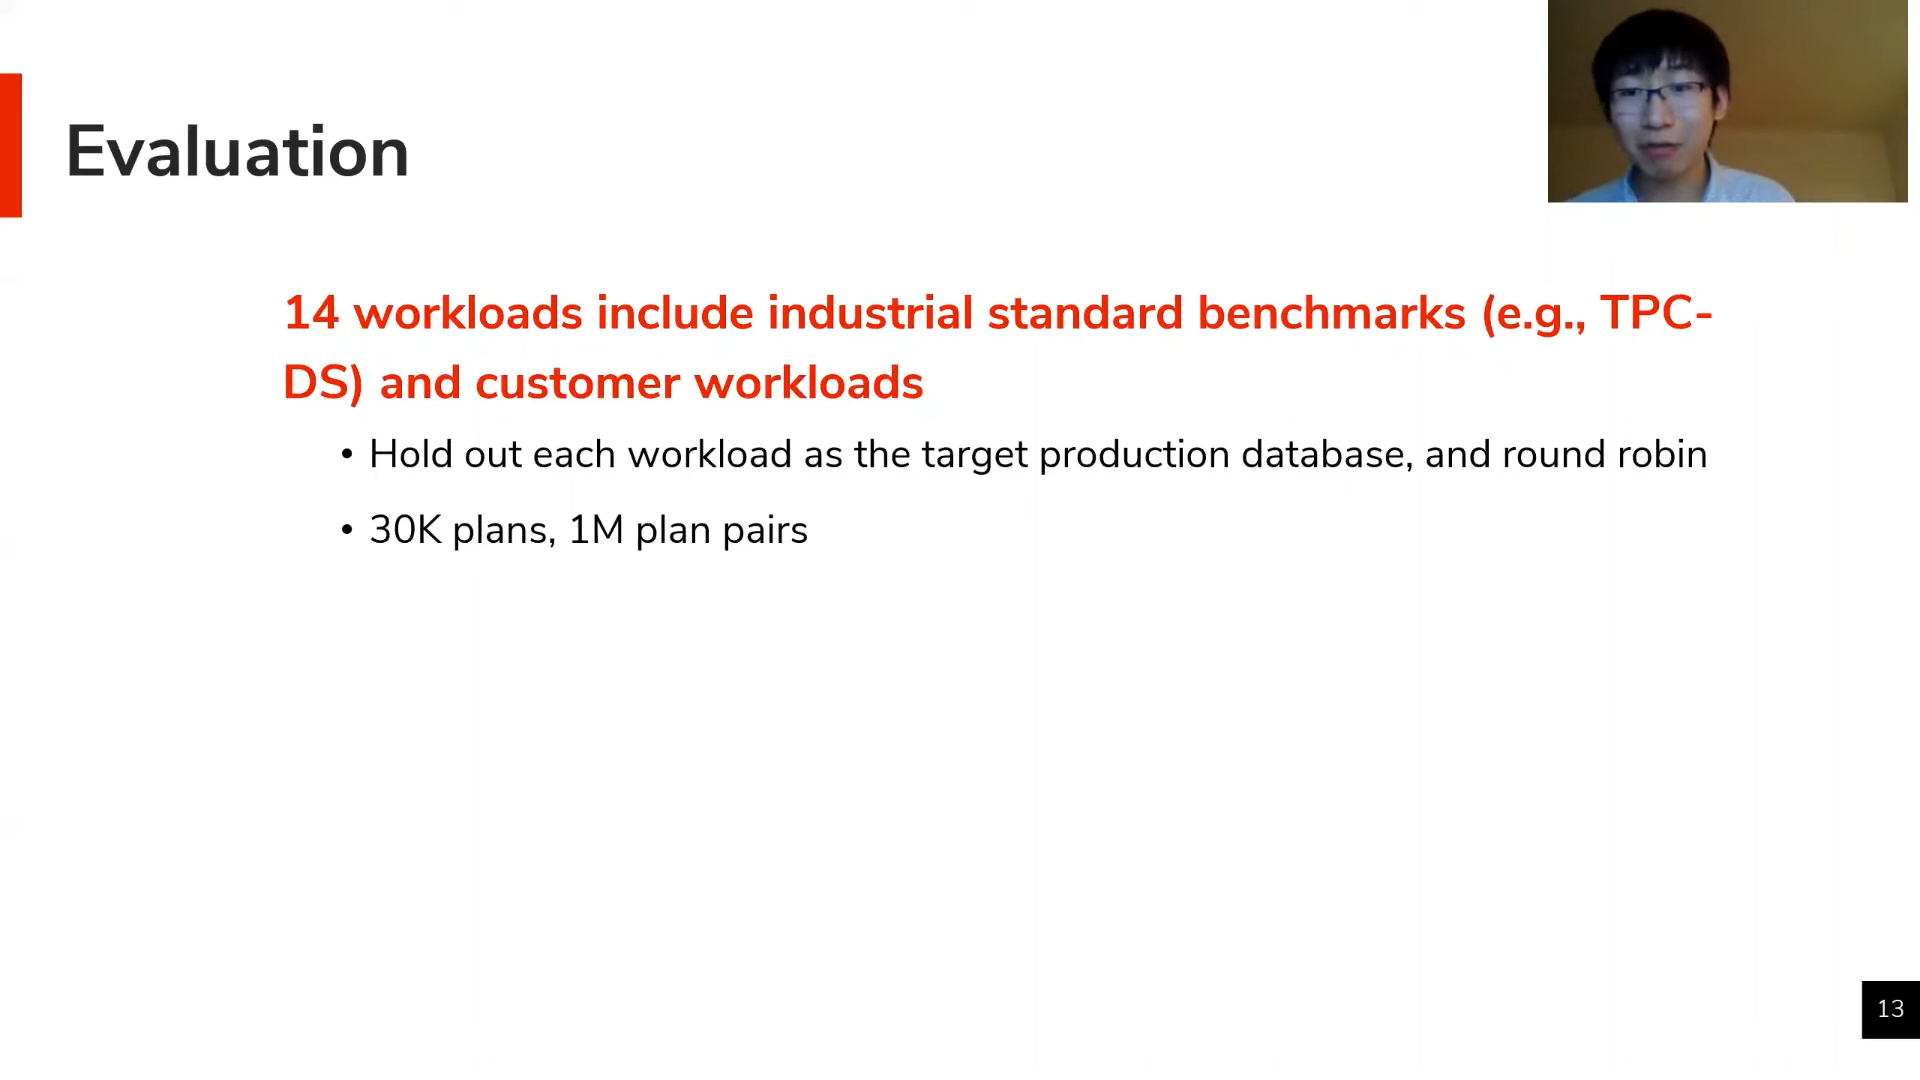 Evaluation
14 workloads include industrial standard benchmarks (e.g., TPC-
DS) and customer workloads
• Hold out each workload as the target production database, and round robin
• 30K plans, 1M plan pairs
13